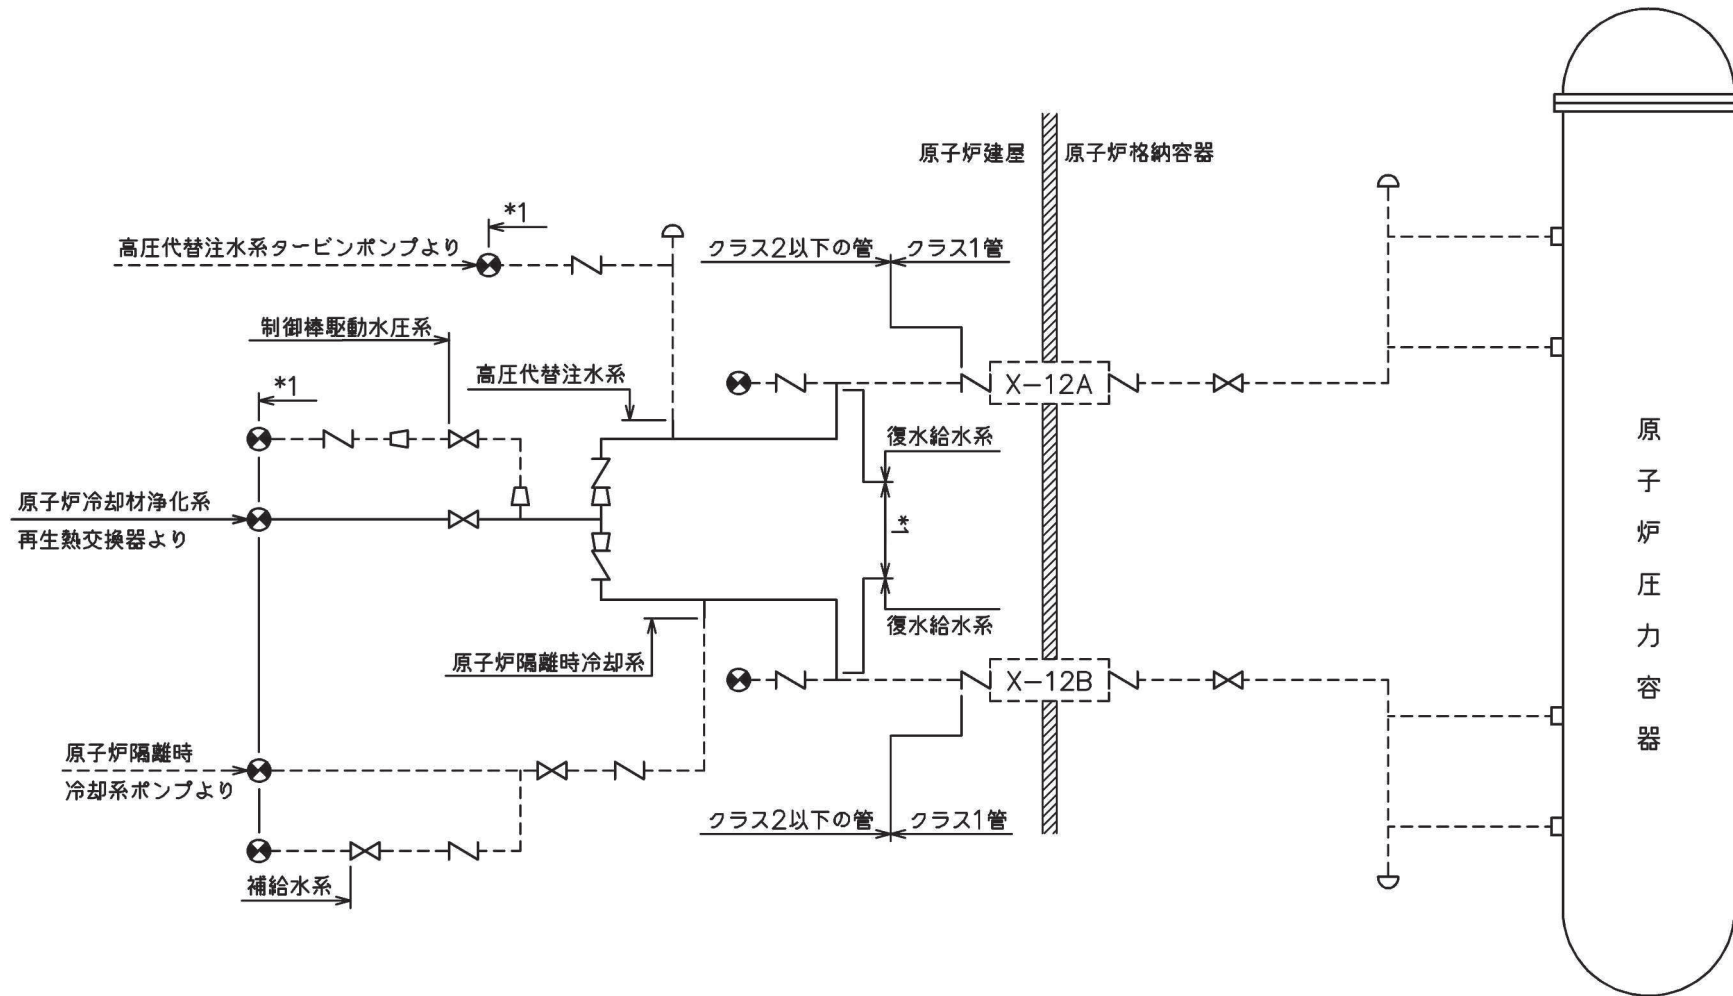 原子炉建屋
原子炉格納容器
*1
高圧代替注水系タービンポンプより
クラス2以下の管
クラス1管
制御棒駆動水圧系
高圧代替注水系
X-12A
*1
復水給水系
原子炉冷却材浄化系
再生熱交換器より
*1
復水給水系
原子炉隔離時冷却系
X-12B
原子炉隔離時
冷却系ポンプより
クラス2以下の管
クラス1管
補給水系
原子炉圧力容器